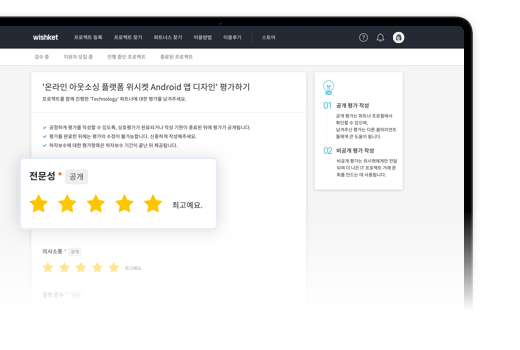 wishket 프로젝트 등록 프로젝트 찾기 파트너스 찾기 이용방법 이용후기 스토어
검수 중 지원자 모집 중 진행 중인 프로젝트 종료된 프로젝트
'온라인 아웃소싱 플랫폼 위시켓 Android 앱 디자인' 평가하기
프로젝트를 함께 진행한 'Technology' 파트너에 대한 평가를 남겨주세요.
공정하게 평가를 작성할 수 있도록, 상호평가가 완료되거나 작성 기한이 종료된 뒤에 평가가 공개됩니다.
평가를 완료한 뒤에는 평가의 수정이 불가능합니다. 신중하게 작성해주세요.
하자보수에 대한 평가항목은 하자보수 기간이 끝난 뒤 제공됩니다.
전문성 * 공개
최고예요.
의사소통 * 공개
최고예요.
일정 준수 * 공개
01 공개 평가 작성
공개 평가는 파트너 프로필에서
확인할 수 있으며,
남겨주신 평가는 다른 클라이언트
들에게 큰 도움이 됩니다.
02 비공개 평가 작성
비공개 평가는 위시켓에게만 전달
되며 더 나은 IT 프로젝트 거래 문
화를 만드는 데 사용됩니다.